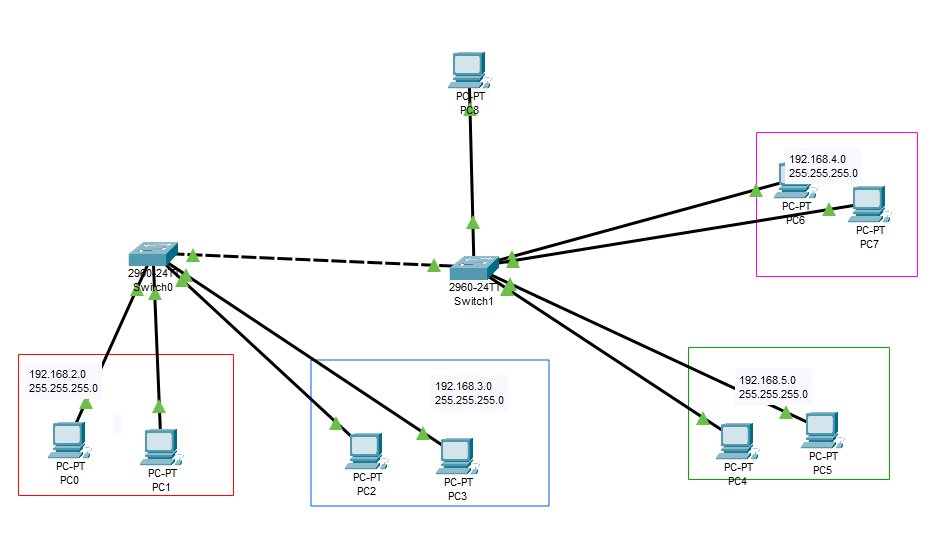 PC-PT
PC8
192.168.4.0
255.255.255.0
PC-PT
PC6
PC-PT
PC7
2960-24TT
Switch0
2960-24TT
Switch1
192.168.2.0
255.255.255.0
PC-PT
PC0
PC-PT
PC1
192.168.3.0
255.255.255.0
PC-PT
PC2
PC-PT
PC3
192.168.5.0
255.255.255.0
PC-PT
PC4
PC-PT
PC5